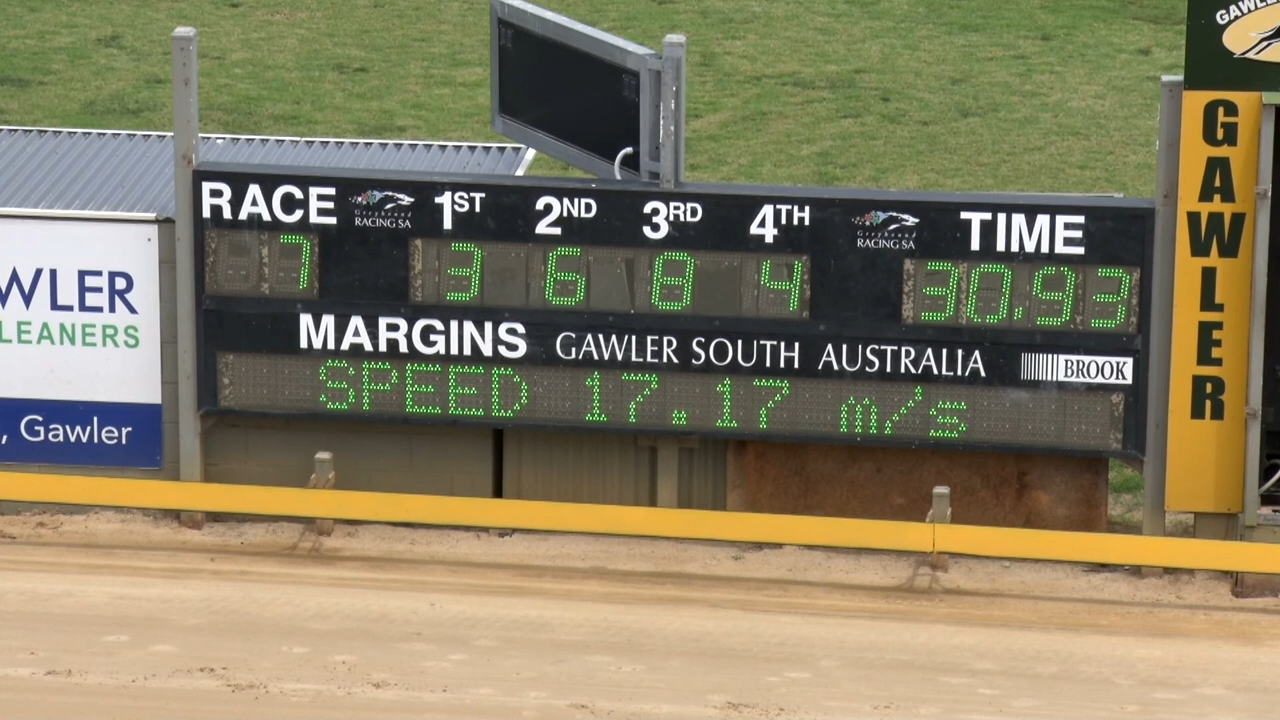 RACE 1ST 2ND 3RD 4TH TIME
Greyhound RACING SA
Greyhound RACING SA
7 3 6 8 4 30.93
MARGINS GAWLER SOUTH AUSTRALIA BROOK
SPEED 17.17 m/s
WLER
LEANERS
, Gawler
GAWLE
GAWLER